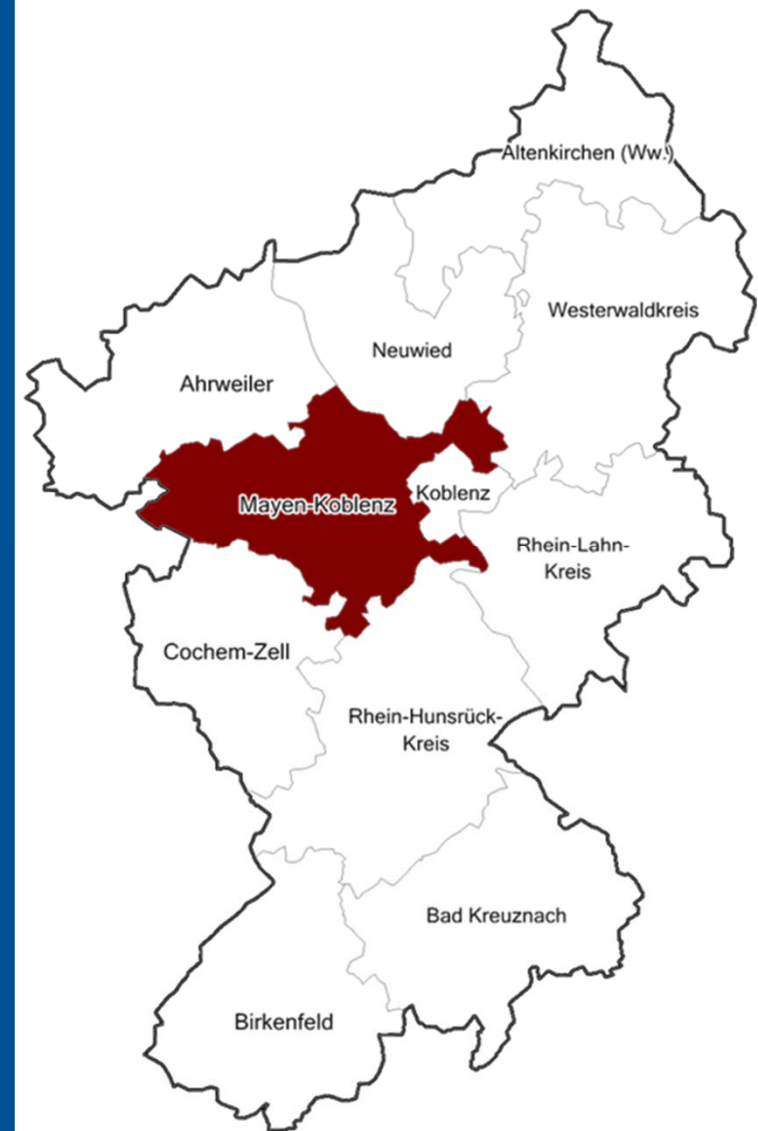 Altenkirchen (Ww.)
Westerwaldkreis
Neuwied
Ahrweiler
Koblenz
Mayen-Koblenz
Rhein-Lahn-
Kreis
Cochem-Zell
Rhein-Hunsrück-
Kreis
Bad Kreuznach
Birkenfeld